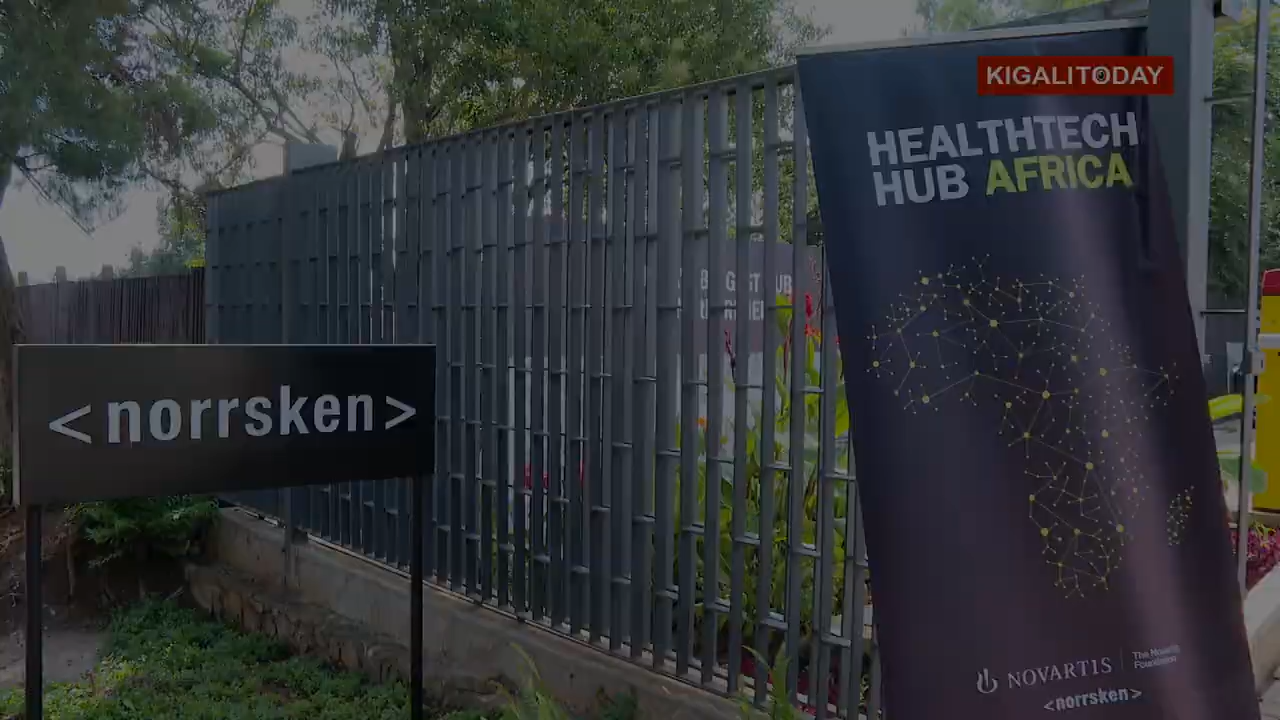 KIGALITODAY
HEALTHTECH
HUB AFRICA
<norrsken>
NOVARTIS
The Novartis
Foundation
<norrsken>